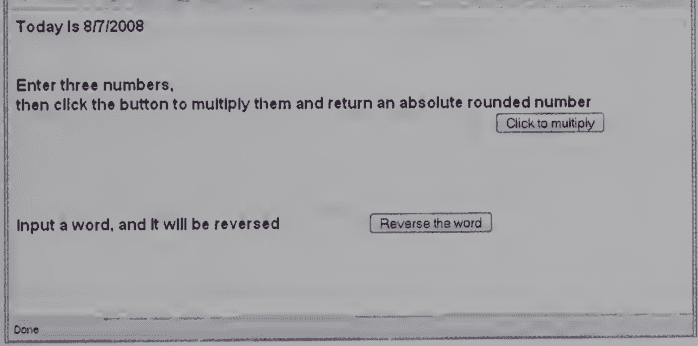 Today Is 8/7/2008
Enter three numbers,
then click the button to multiply them and return an absolute rounded number
Click to multiply
Input a word, and it will be reversed
Reverse the word
Done